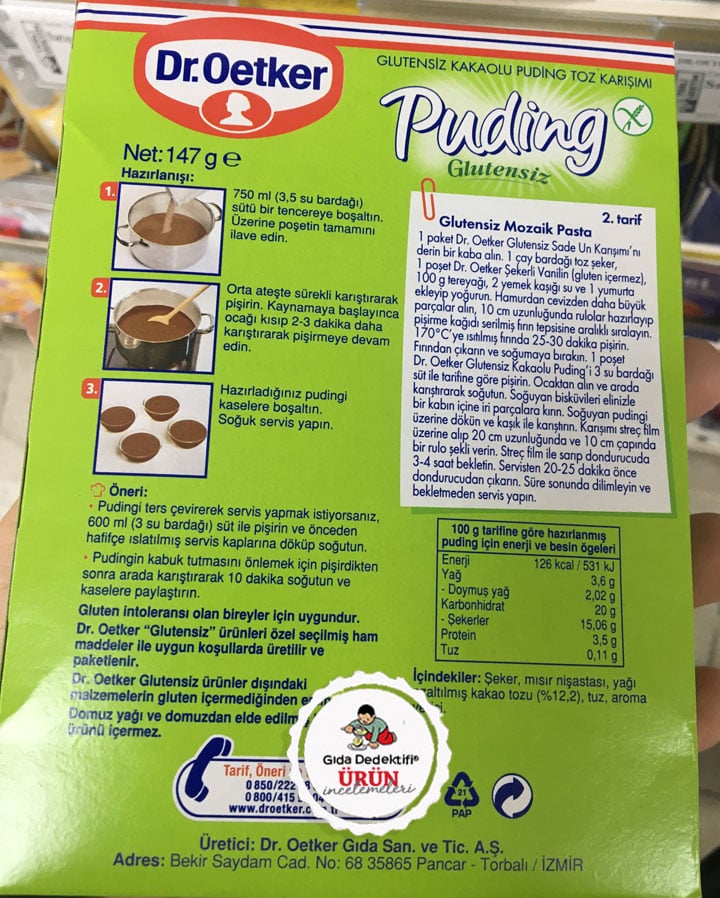 Dr.Oetker
GLUTENSİZ KAKAOLU PUDİNG TOZ KARIŞIMI
Puding
Glutensiz
Net:147 g e
Hazırlanışı:
1.
750 ml (3,5 su bardağı)
sütü bir tencereye boşaltın.
Üzerine poşetin tamamını
ilave edin.
2.
Orta ateşte sürekli karıştırarak
pişirin. Kaynamaya başlayınca
ocağı kısıp 2-3 dakika daha
karıştırarak pişirmeye devam
edin.
3.
Hazırladığınız pudingi
kaselere boşaltın.
Soğuk servis yapın.
2. tarif
Glutensiz Mozaik Pasta
1 paket Dr. Oetker Glutensiz Sade Un Karışımı'nı
derin bir kaba alın. 1 çay bardağı toz şeker,
1 poşet Dr. Oetker Şekerli Vanilin (gluten içermez),
100 g tereyağı, 2 yemek kaşığı su ve 1 yumurta
ekleyip yoğurun. Hamurdan cevizden daha büyük
parçalar alın, 10 cm uzunluğunda rulolar hazırlayıp
pişirme kağıdı serilmiş fırın tepsisine aralıklı sıralayın.
170°C'ye ısıtılmış fırında 25-30 dakika pişirin.
Fırından çıkarın ve soğumaya bırakın. 1 poşet
Dr. Oetker Glutensiz Kakaolu Puding'i 3 su bardağı
süt ile tarifine göre pişirin. Ocaktan alın ve arada
karıştırarak soğutun. Soğuyan bisküvileri elinizle
bir kabın içine iri parçalara kırın. Soğuyan pudingi
üzerine dökün ve kaşık ile karıştırın. Karışımı streç film
üzerine alıp 20 cm uzunluğunda ve 10 cm çapında
bir rulo şekli verin. Streç film ile sarıp dondurucuda
3-4 saat bekletin. Servisten 20-25 dakika önce
dondurucudan çıkarın. Süre sonunda dilimleyin ve
bekletmeden servis yapın.
Öneri:
• Pudingi ters çevirerek servis yapmak istiyorsanız,
600 ml (3 su bardağı) süt ile pişirin ve önceden
hafifçe ıslatılmış servis kaplarına döküp soğutun.
• Pudingin kabuk tutmasını önlemek için pişirdikten
sonra arada karıştırarak 10 dakika soğutun ve
kaselere paylaştırın.
Gluten intoleransı olan bireyler için uygundur.
Dr. Oetker "Glutensiz" ürünleri özel seçilmiş ham
maddeler ile uygun koşullarda üretilir ve
paketlenir.
Dr. Oetker Glutensiz ürünler dışındaki
malzemelerin gluten içermediğinden
Domuz yağı ve domuzdan elde edilm
ürünü içermez.
100 g tarifine göre hazırlanmış
puding için enerji ve besin ögeleri
Enerji 126 kcal / 531 kJ
Yağ 3,6 g
- Doymuş yağ 2,02 g
Karbonhidrat 20 g
- Şekerler 15,06 g
Protein 3,5 g
Tuz 0,11 g
İçindekiler: Şeker, mısır nişastası, yağı
azaltılmış kakao tozu (%12,2), tuz, aroma
Gıda Dedektifi®
ÜRÜN
incelemeleri
Tarif, Öneri
0 850/222
0 800/415
www.droetker.
21
PAP
Üretici: Dr. Oetker Gıda San. ve Tic. A.Ş.
Adres: Bekir Saydam Cad. No: 68 35865 Pancar - Torbalı / İZMİR